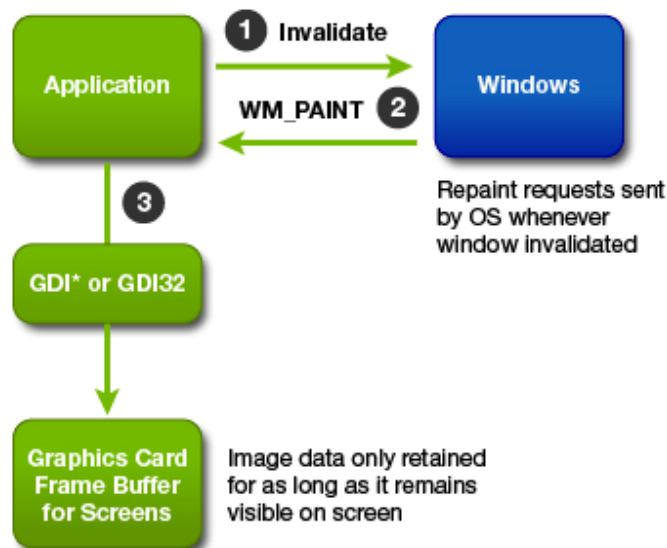 1 Invalidate
Application
Windows
WM_PAINT 2
Repaint requests sent
by OS whenever
window invalidated
3
GDI* or GDI32
Graphics Card
Frame Buffer
for Screens
Image data only retained
for as long as it remains
visible on screen